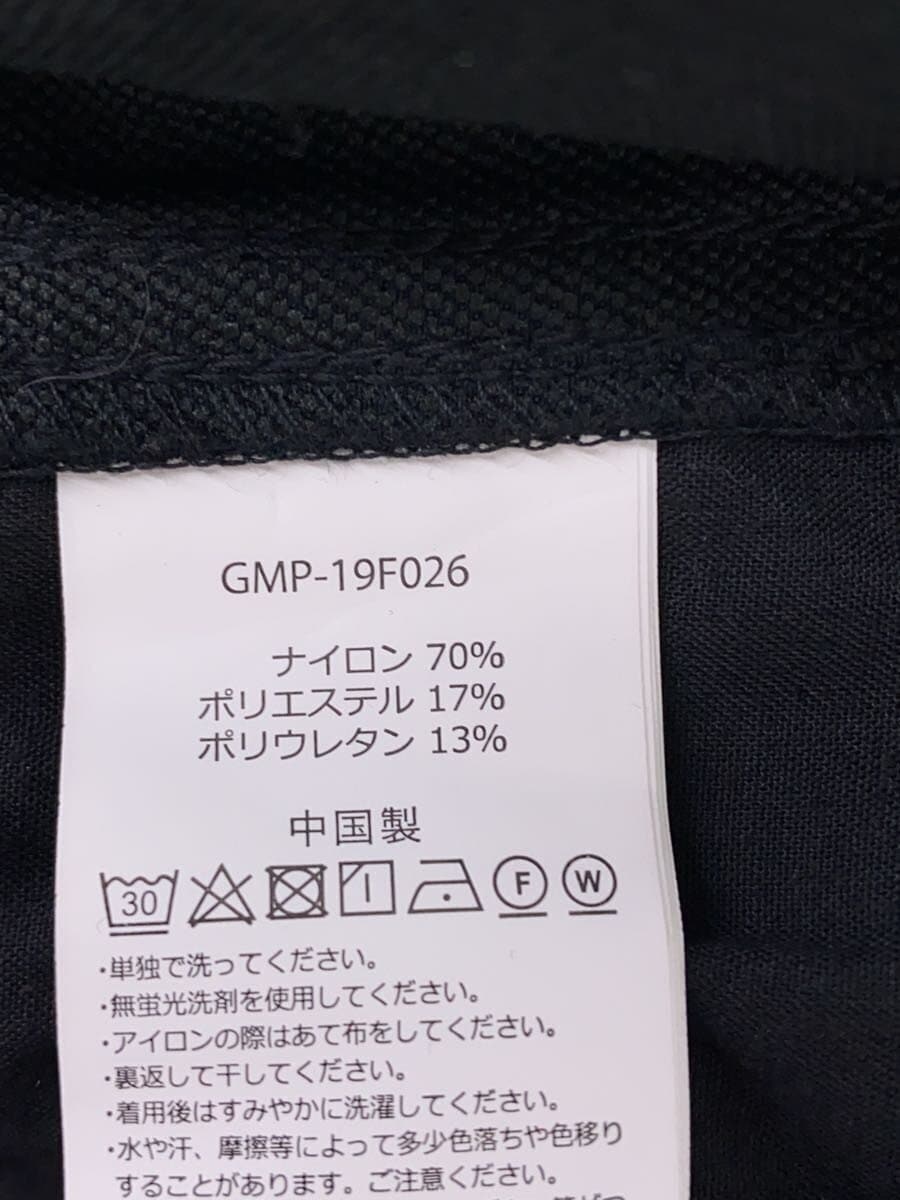 GMP-19F026
ナイロン 70%
ポリエステル 17%
ポリウレタン 13%
中国製
30 F W
・単独で洗ってください。
・無蛍光洗剤を使用してください。
・アイロンの際はあて布をしてください。
・裏返して干してください。
・着用後はすみやかに洗濯してください。
・水や汗、摩擦等によって多少色落ちや色移り
することがあります。ご注意ください。